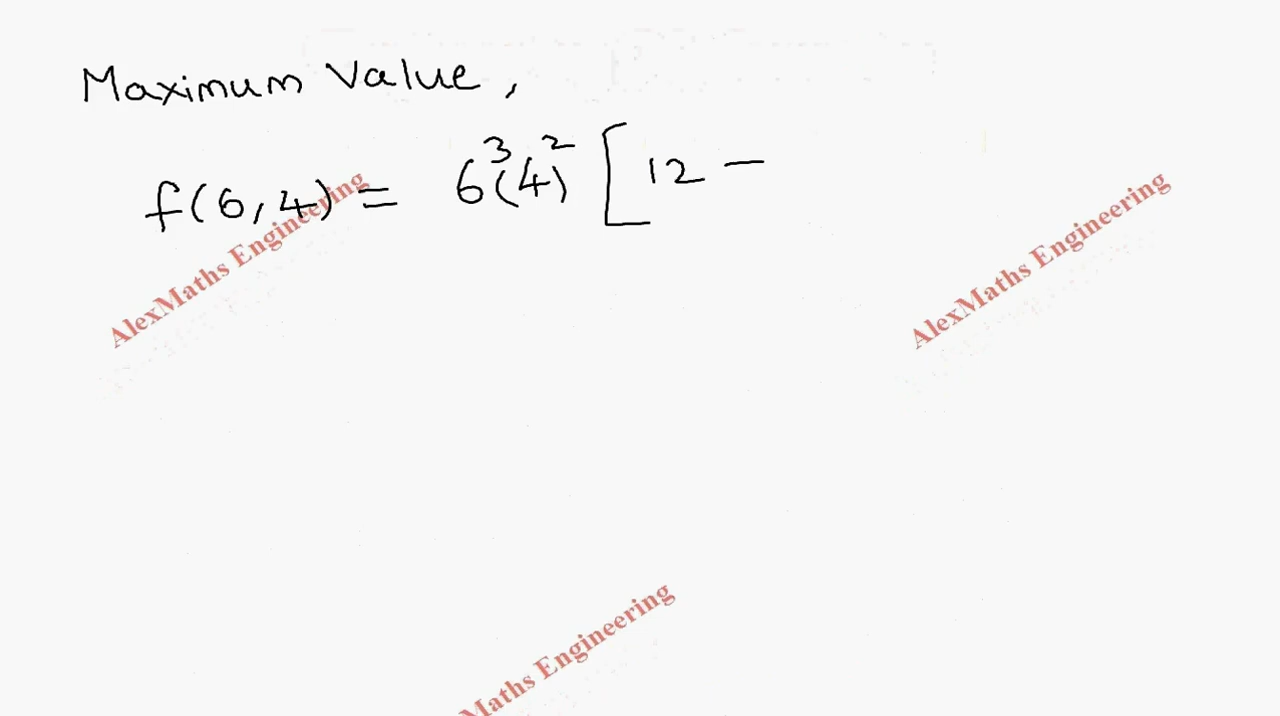 Maximum Value,
f(6,4) = 6³(4)² [12 −
AlexMaths Engineering
AlexMaths Engineering
Maths Engineering